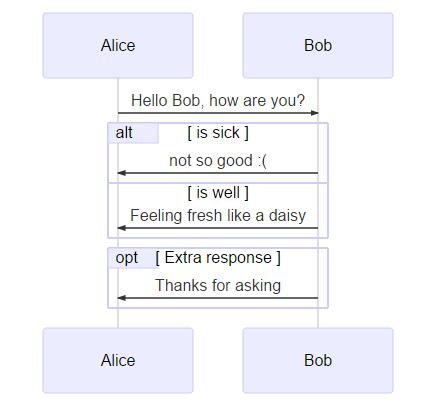 Alice Bob
Hello Bob, how are you?
alt [ is sick ]
not so good :(
[ is well ]
Feeling fresh like a daisy
opt [ Extra response ]
Thanks for asking
Alice Bob